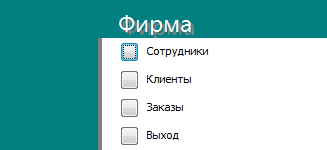 Фирма
Сотрудники
Клиенты
Заказы
Выход